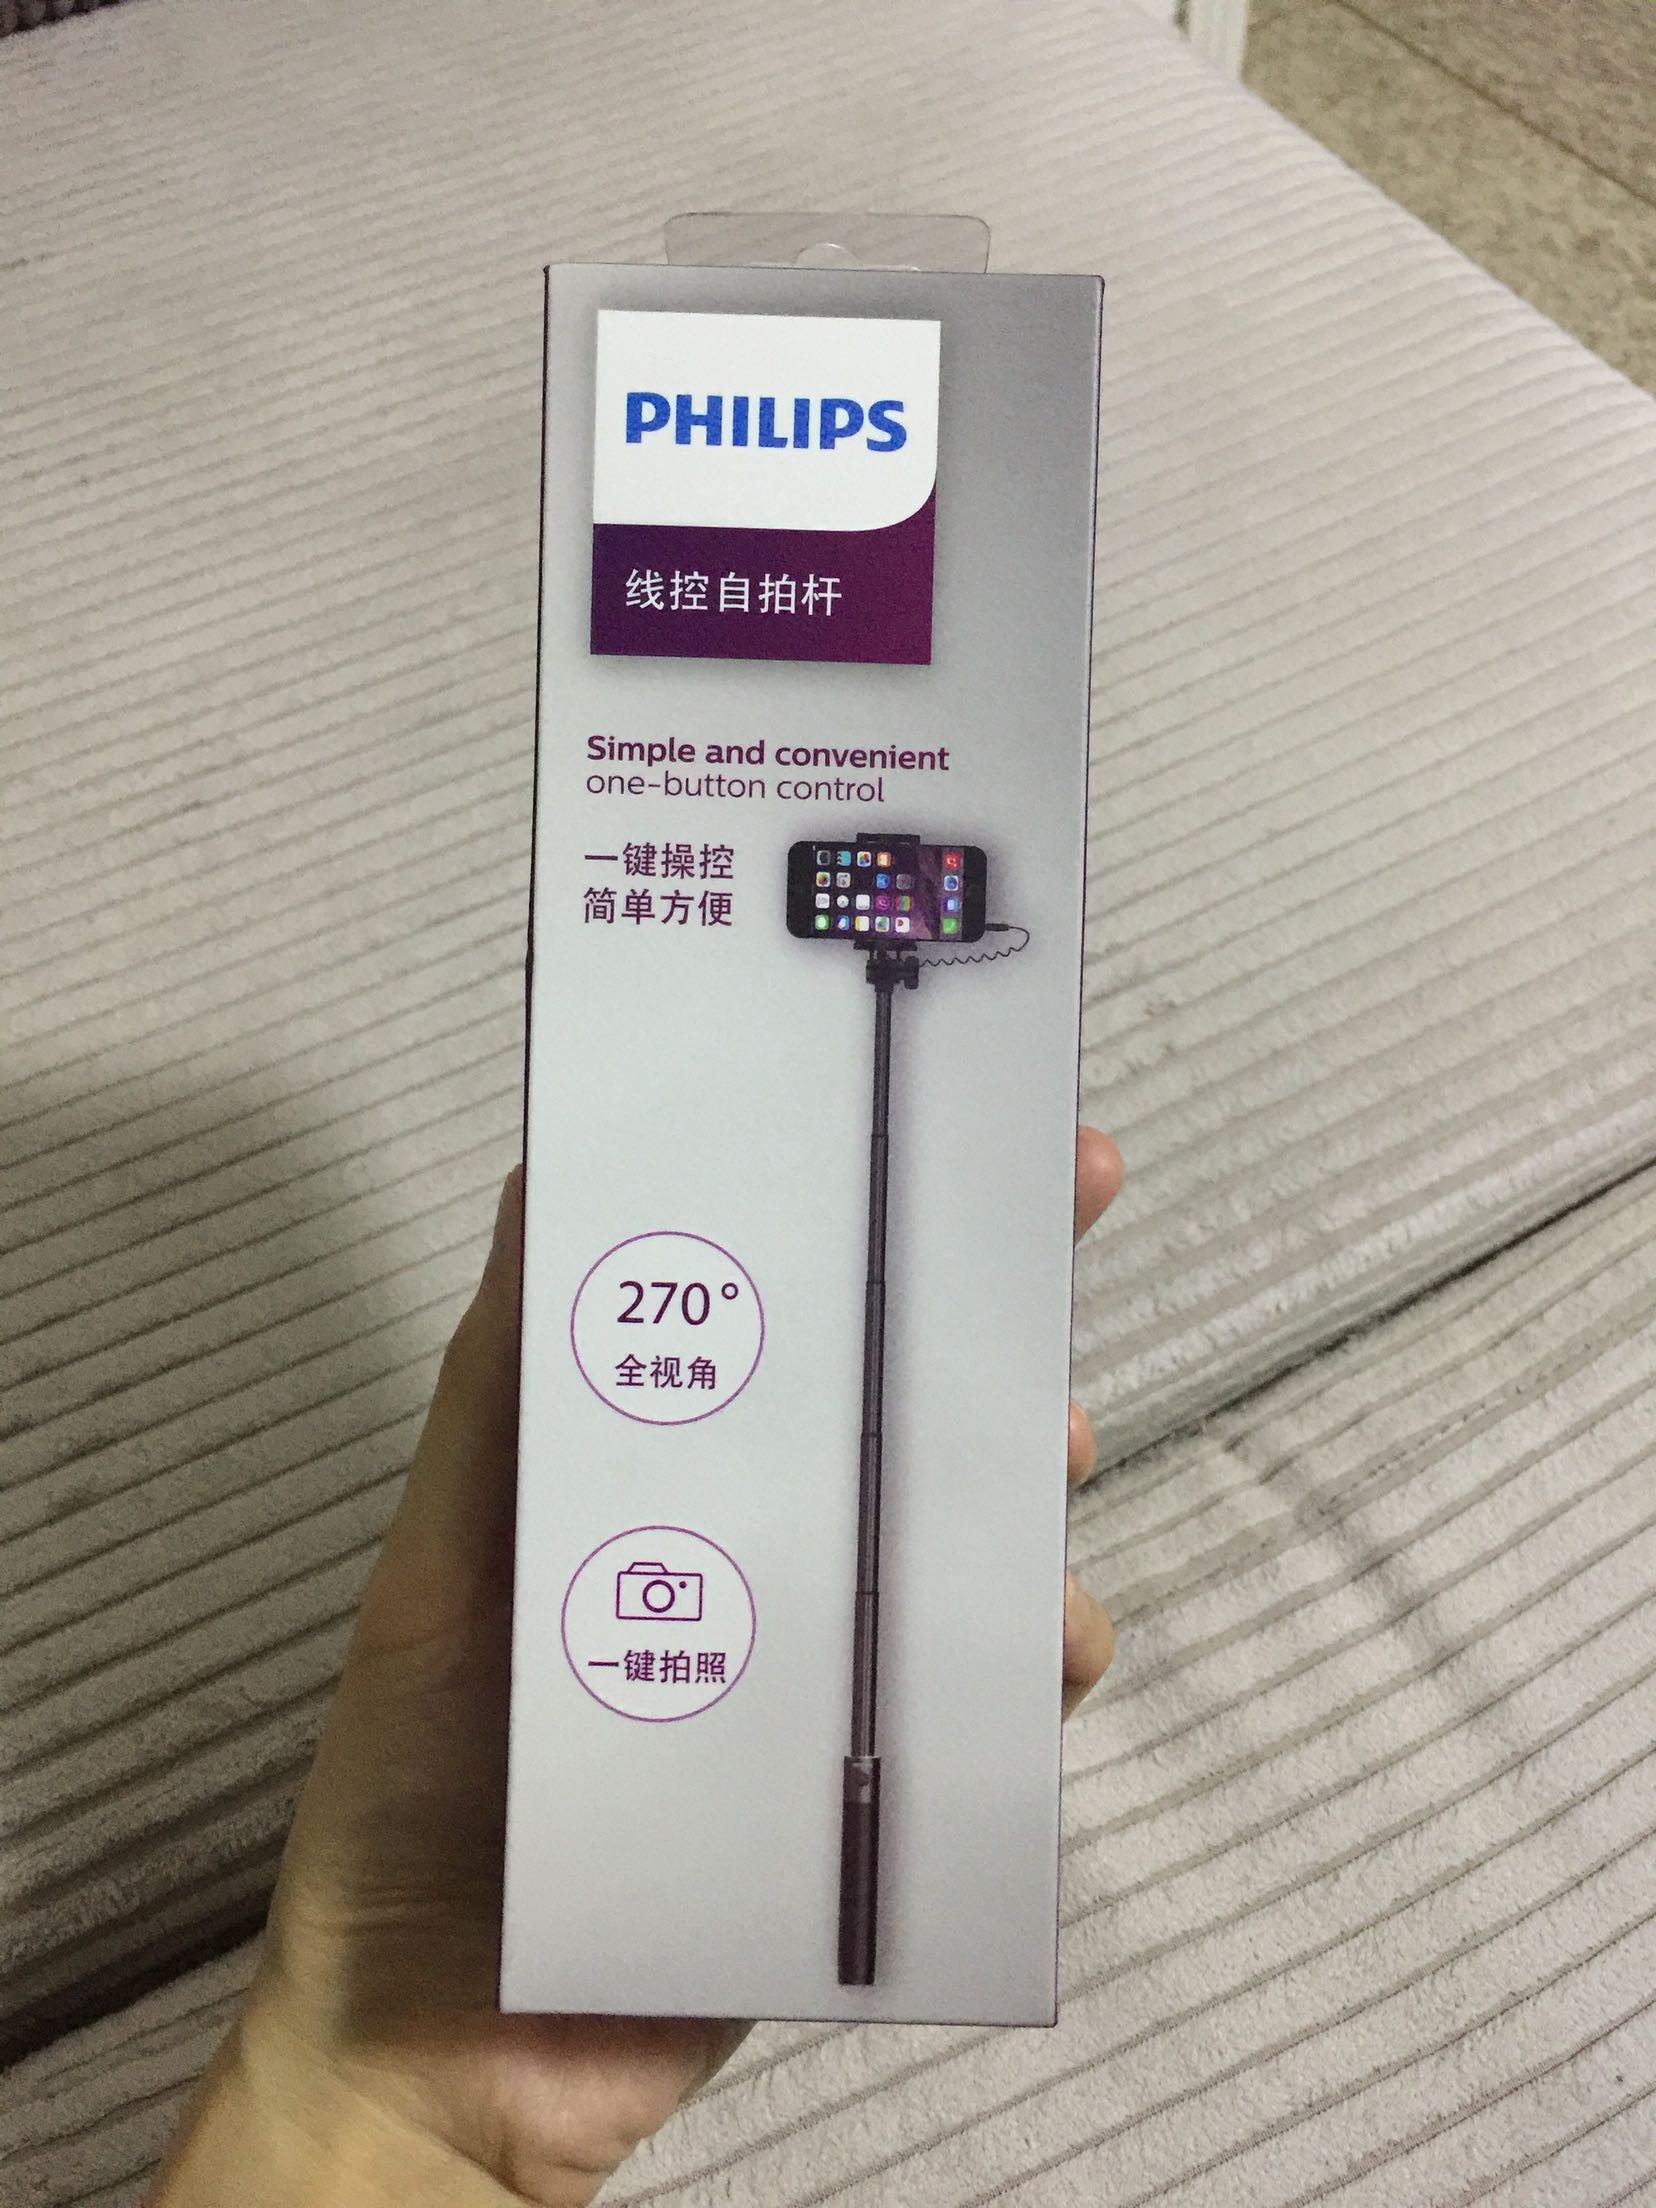 PHILIPS
线控自拍杆
Simple and convenient
one-button control
一键操控
简单方便
270°
全视角
一键拍照